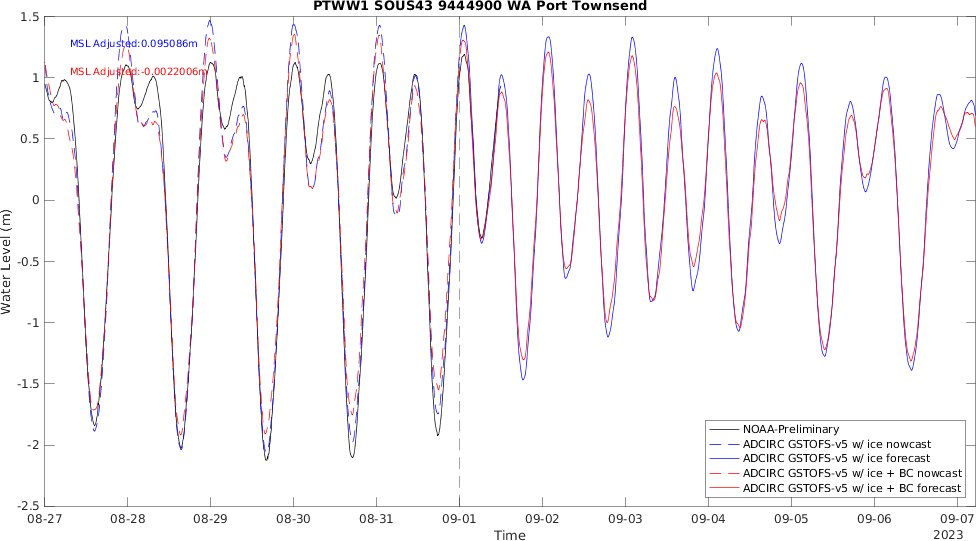 PTWW1 SOUS43 9444900 WA Port Townsend
MSL Adjusted:0.095086m
MSL Adjusted:-0.0022006m
Water Level (m)
1.5
1
0.5
0
-0.5
-1
-1.5
-2
-2.5
NOAA-Preliminary
ADCIRC GSTOFS-v5 w/ ice nowcast
ADCIRC GSTOFS-v5 w/ ice forecast
ADCIRC GSTOFS-v5 w/ ice + BC nowcast
ADCIRC GSTOFS-v5 w/ ice + BC forecast
08-27 08-28 08-29 08-30 08-31 09-01 09-02 09-03 09-04 09-05 09-06 09-07
Time
2023